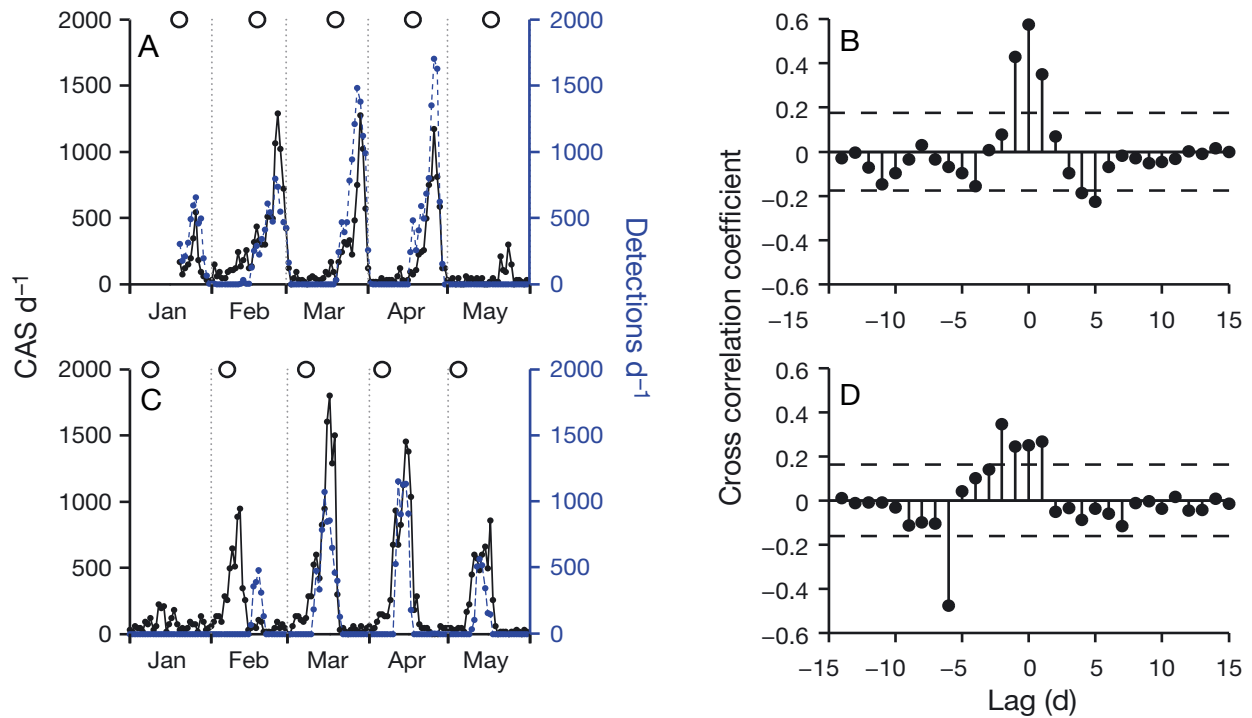 A
CAS d⁻¹
2000
1500
1000
500
0
2000
1500
1000
500
0
Detections d⁻¹
Jan Feb Mar Apr May
B
Cross correlation coefficient
0.6
0.4
0.2
0
−0.2
−0.4
−0.6
−15 −10 −5 0 5 10 15
C
2000
1500
1000
500
0
2000
1500
1000
500
0
Jan Feb Mar Apr May
D
0.6
0.4
0.2
0
−0.2
−0.4
−0.6
−15 −10 −5 0 5 10 15
Lag (d)